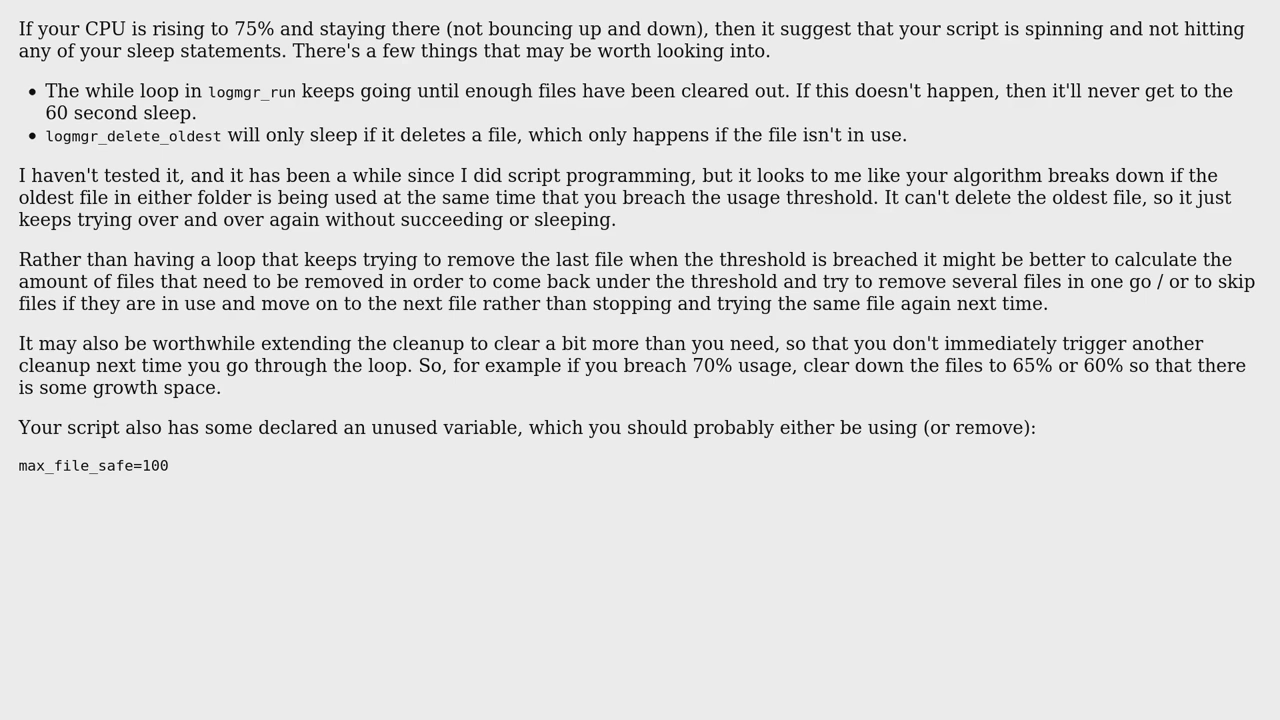 If your CPU is rising to 75% and staying there (not bouncing up and down), then it suggest that your script is spinning and not hitting
any of your sleep statements. There's a few things that may be worth looking into.
• The while loop in logmgr_run keeps going until enough files have been cleared out. If this doesn't happen, then it'll never get to the
60 second sleep.
• logmgr_delete_oldest will only sleep if it deletes a file, which only happens if the file isn't in use.
I haven't tested it, and it has been a while since I did script programming, but it looks to me like your algorithm breaks down if the
oldest file in either folder is being used at the same time that you breach the usage threshold. It can't delete the oldest file, so it just
keeps trying over and over again without succeeding or sleeping.
Rather than having a loop that keeps trying to remove the last file when the threshold is breached it might be better to calculate the
amount of files that need to be removed in order to come back under the threshold and try to remove several files in one go / or to skip
files if they are in use and move on to the next file rather than stopping and trying the same file again next time.
It may also be worthwhile extending the cleanup to clear a bit more than you need, so that you don't immediately trigger another
cleanup next time you go through the loop. So, for example if you breach 70% usage, clear down the files to 65% or 60% so that there
is some growth space.
Your script also has some declared an unused variable, which you should probably either be using (or remove):
max_file_safe=100